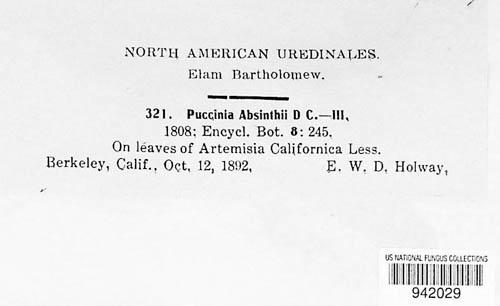 NORTH AMERICAN UREDINALES.
Elam Bartholomew.
321. Puccinia Absinthii D C.—III,
1808; Encycl. Bot. 8: 245.
On leaves of Artemisia Californica Less.
Berkeley, Calif., Oct. 12, 1892, E. W. D. Holway,
US NATIONAL FUNGUS COLLECTIONS
942029